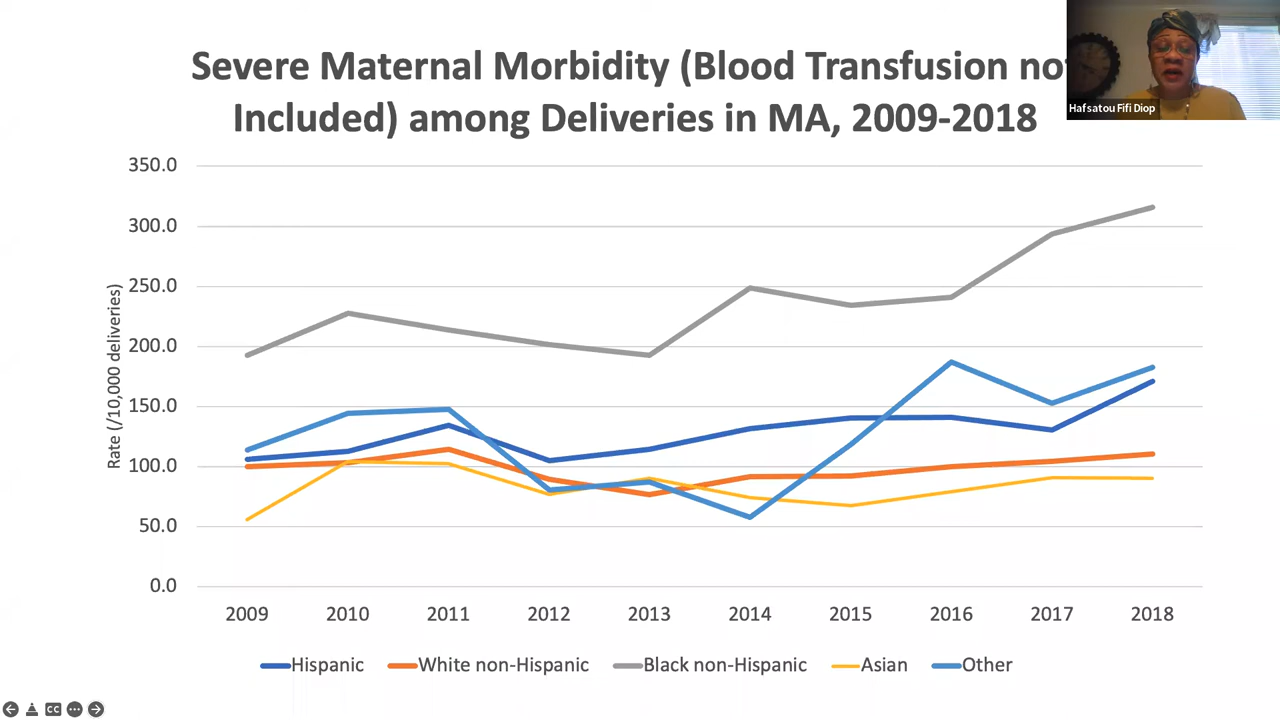 Severe Maternal Morbidity (Blood Transfusion not
Included) among Deliveries in MA, 2009-2018
Hafsatou Fifi Diop
Rate (/10,000 deliveries)
350.0
300.0
250.0
200.0
150.0
100.0
50.0
0.0
2009 2010 2011 2012 2013 2014 2015 2016 2017 2018
Hispanic White non-Hispanic Black non-Hispanic Asian Other
CC